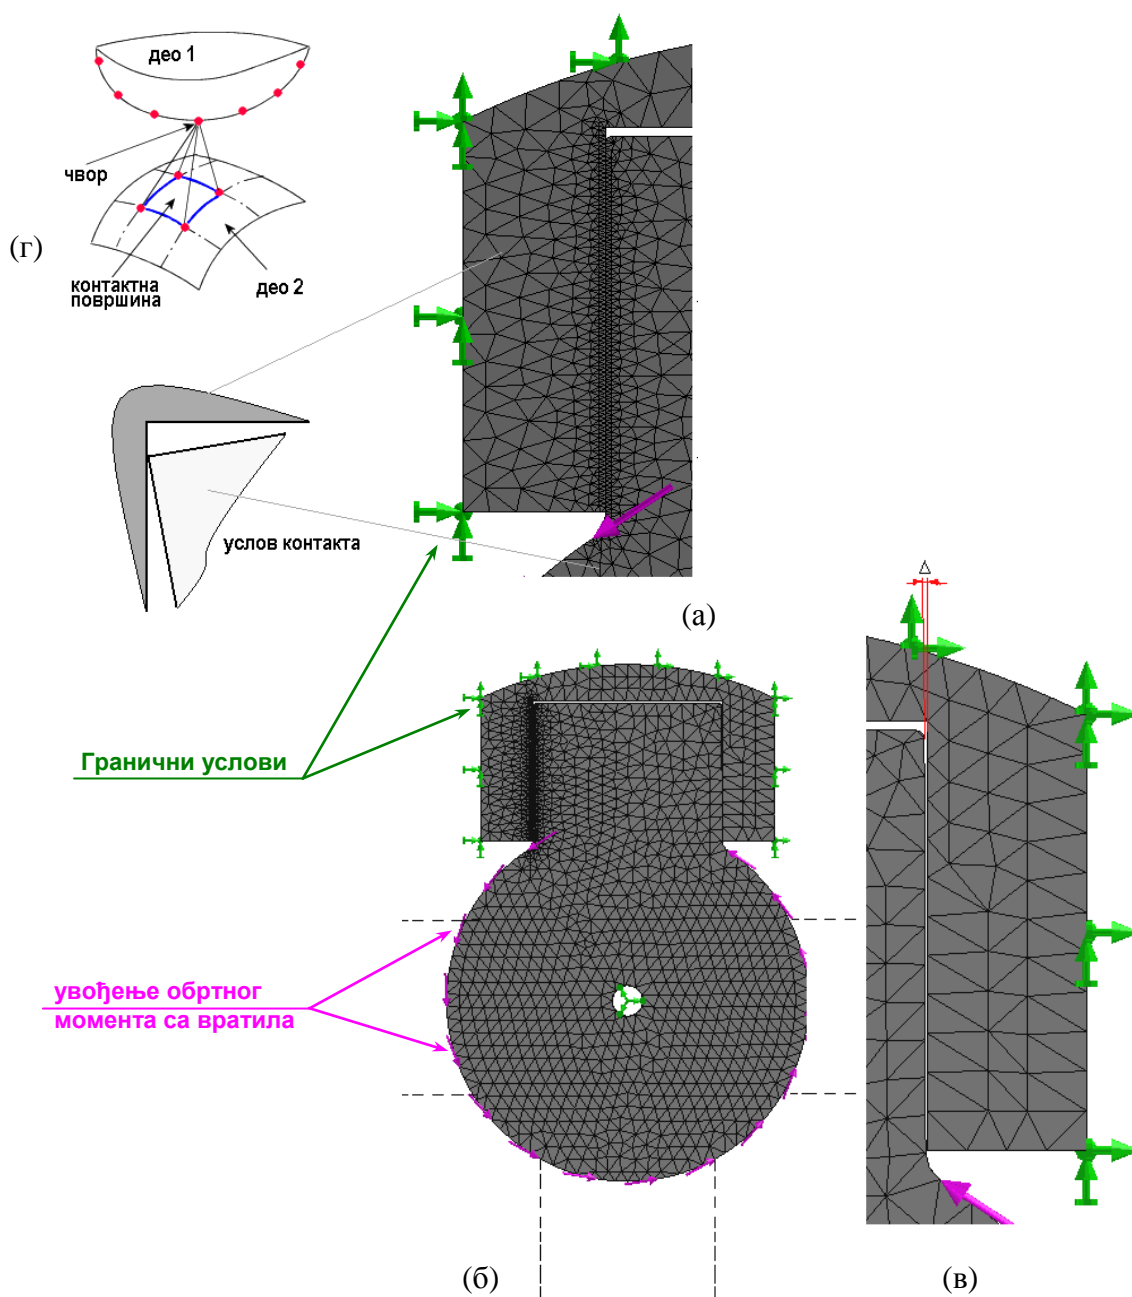 део 1
чвор
(г)
контактна
површина
део 2
услов контакта
(а)
Δ
Гранични услови
увођење обртног
момента са вратила
(б)
(в)